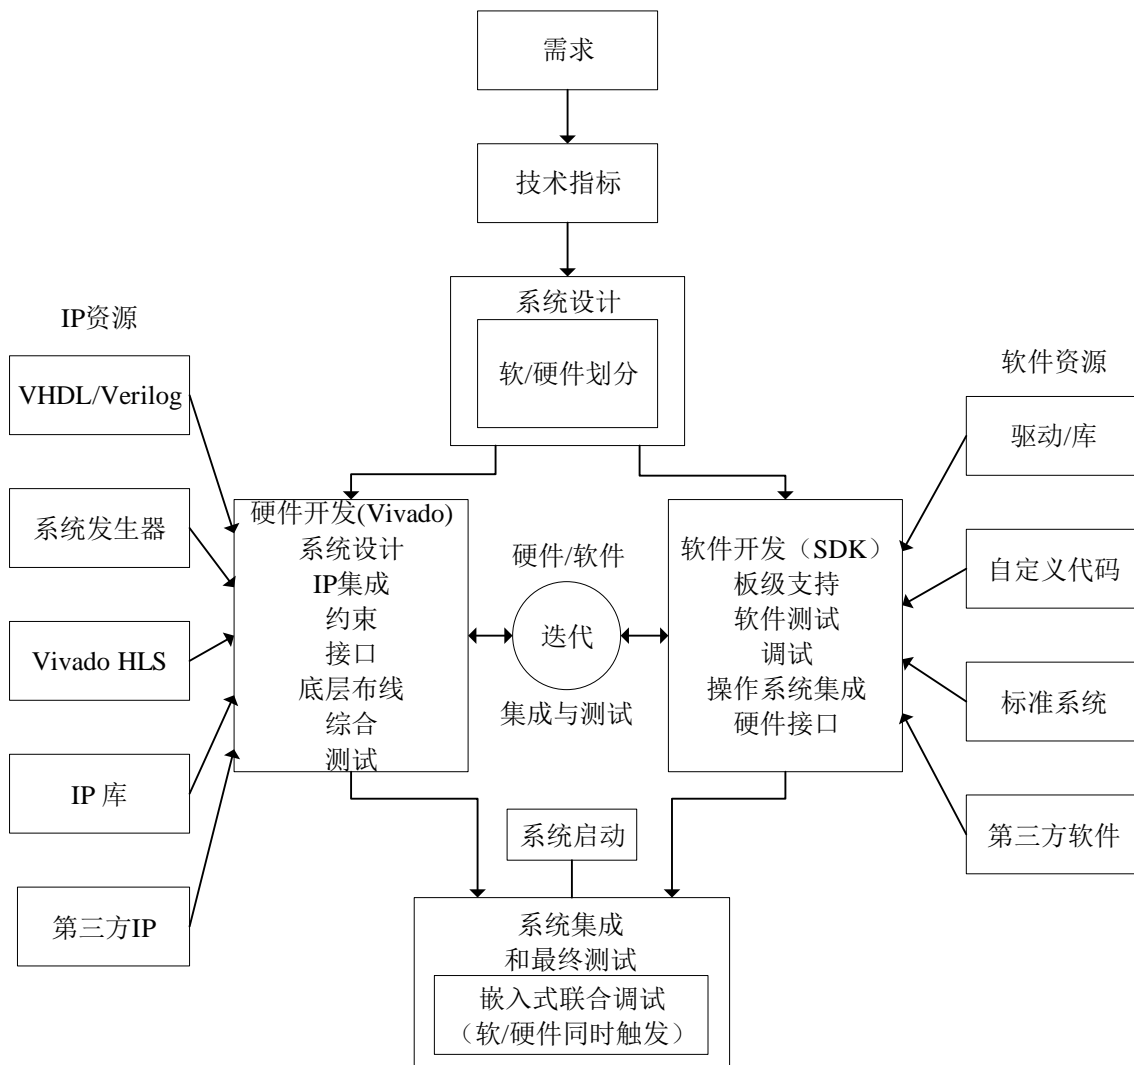 需求
技术指标
系统设计
软/硬件划分
IP资源
VHDL/Verilog
系统发生器
Vivado HLS
IP 库
第三方IP
硬件开发(Vivado)
系统设计
IP集成
约束
接口
底层布线
综合
测试
硬件/软件
迭代
集成与测试
软件开发（SDK）
板级支持
软件测试
调试
操作系统集成
硬件接口
软件资源
驱动/库
自定义代码
标准系统
第三方软件
系统启动
系统集成
和最终测试
嵌入式联合调试
（软/硬件同时触发）